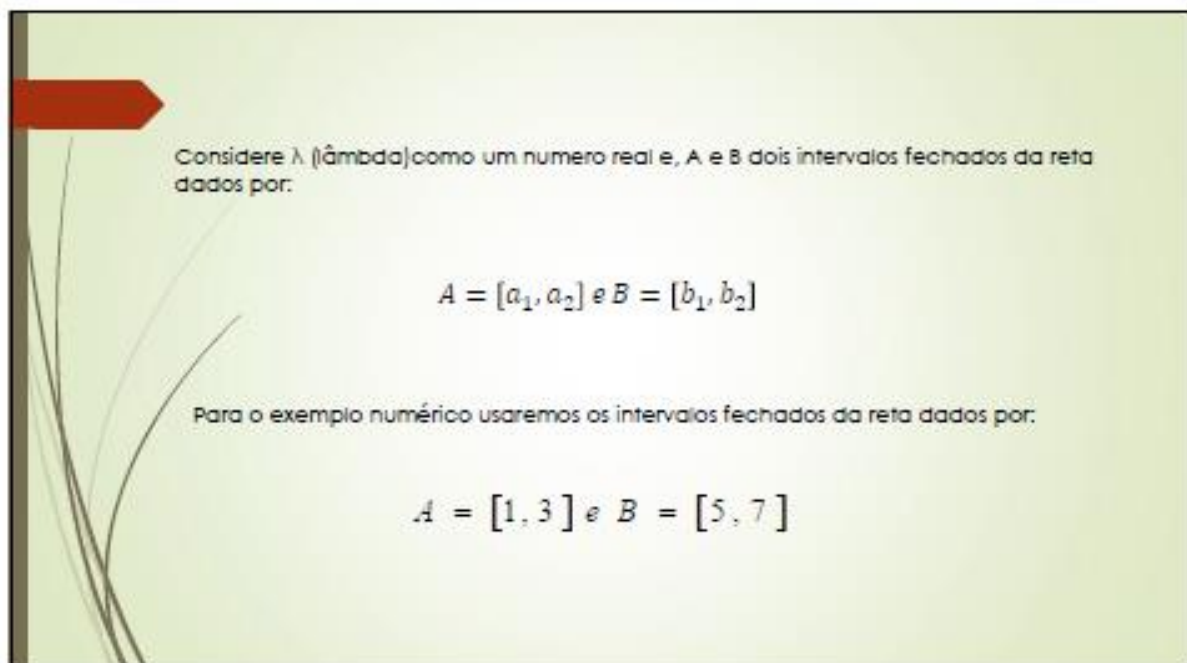 Considere λ (lâmbda)como um numero real e, A e B dois intervalos fechados da reta
dados por:
A = [a₁, a₂] e B = [b₁, b₂]
Para o exemplo numérico usaremos os intervalos fechados da reta dados por:
A = [1 , 3 ] e B = [5 , 7 ]